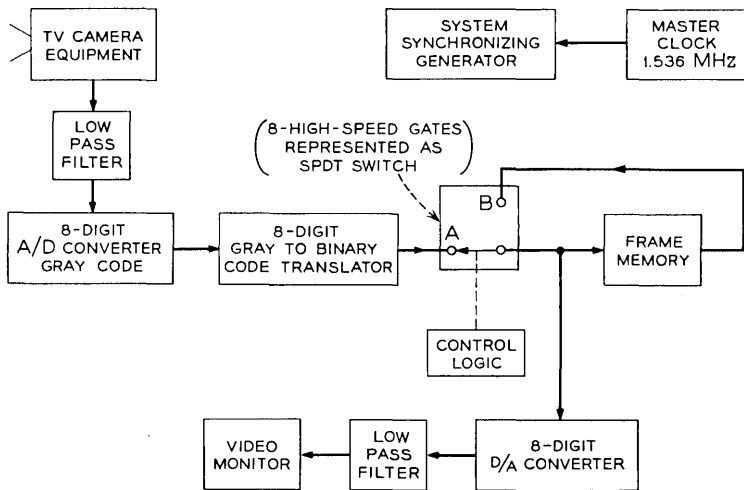 TV CAMERA
EQUIPMENT
SYSTEM
SYNCHRONIZING
GENERATOR
MASTER
CLOCK
1.536 MHz
LOW
PASS
FILTER
(8-HIGH-SPEED GATES
REPRESENTED AS
SPDT SWITCH)
8-DIGIT
A/D CONVERTER
GRAY CODE
8-DIGIT
GRAY TO BINARY
CODE TRANSLATOR
A
B
FRAME
MEMORY
CONTROL
LOGIC
VIDEO
MONITOR
LOW
PASS
FILTER
8-DIGIT
D/A CONVERTER